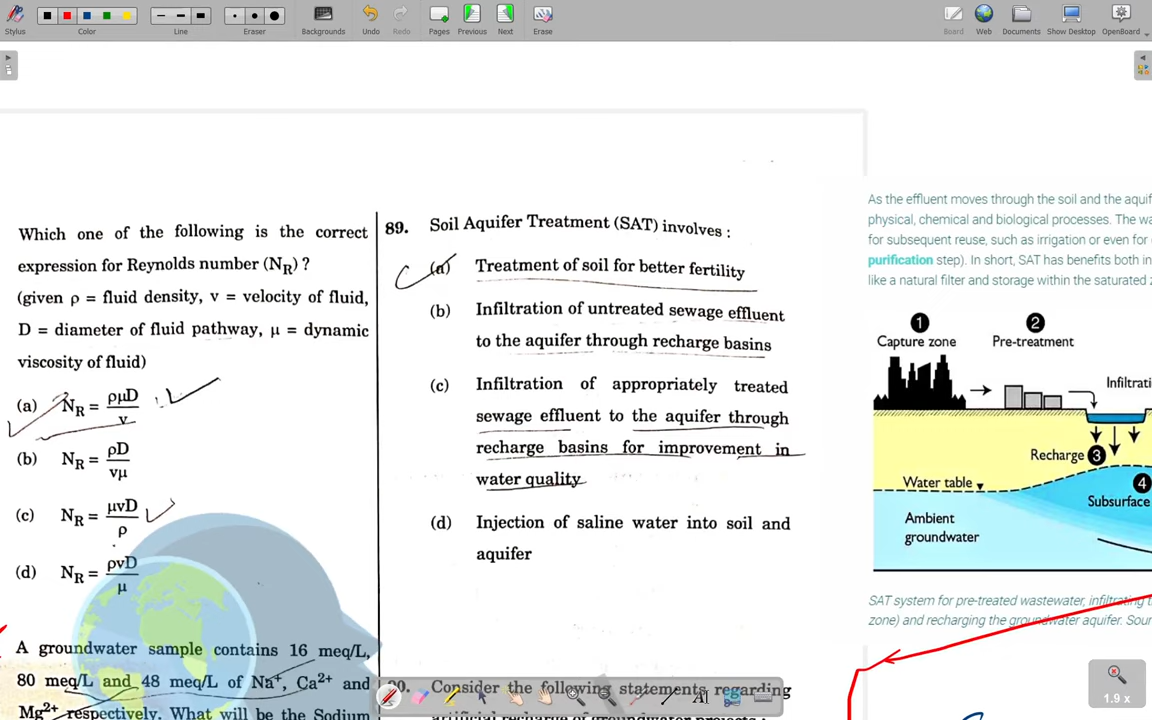 Stylus
Color
Line
Eraser
Backgrounds
Undo
Redo
Pages
Previous
Next
Erase
Board
Web
Documents
Show Desktop
OpenBoard
Which one of the following is the correct
expression for Reynolds number (N_R) ?
(given ρ = fluid density, v = velocity of fluid,
D = diameter of fluid pathway, μ = dynamic
viscosity of fluid)
(a) N_R = ρμD / v
(b) N_R = ρD / vμ
(c) N_R = μvD / ρ
(d) N_R = ρvD / μ
A groundwater sample contains 16 meq/L,
80 meq/L and 48 meq/L of Na⁺, Ca²⁺ and
Mg²⁺ respectively. What will be the Sodium
89. Soil Aquifer Treatment (SAT) involves :
(a) Treatment of soil for better fertility
(b) Infiltration of untreated sewage effluent
to the aquifer through recharge basins
(c) Infiltration of appropriately treated
sewage effluent to the aquifer through
recharge basins for improvement in
water quality
(d) Injection of saline water into soil and
aquifer
Consider the following statements regarding
artificial recharge of groundwater projects :
As the effluent moves through the soil and the aquif
physical, chemical and biological processes. The wa
for subsequent reuse, such as irrigation or even for
purification step). In short, SAT has benefits both in
like a natural filter and storage within the saturated z
1
Capture zone
2
Pre-treatment
Infiltrati
Recharge 3
Water table
4
Subsurface
Ambient
groundwater
SAT system for pre-treated wastewater, infiltrating t
zone) and recharging the groundwater aquifer. Sour
1.9 x